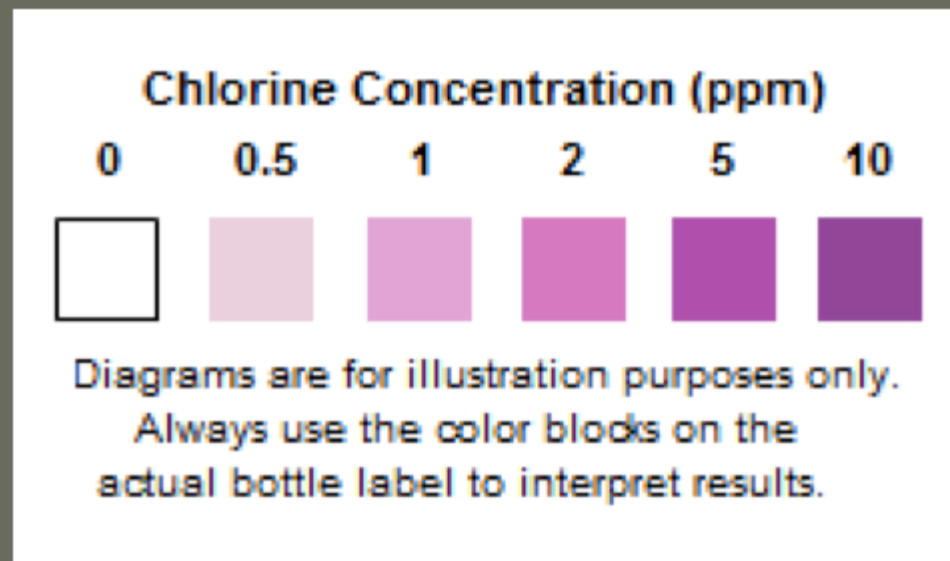 Chlorine Concentration (ppm)
0 0.5 1 2 5 10
Diagrams are for illustration purposes only.
Always use the color blocks on the
actual bottle label to interpret results.